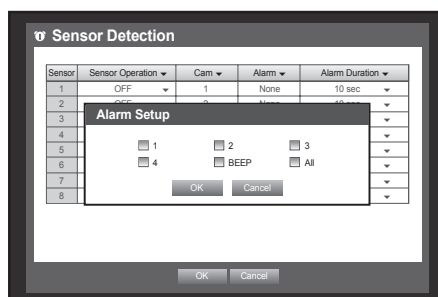 Sensor Detection
Sensor Sensor Operation Cam Alarm Alarm Duration
1 OFF 1 None 10 sec
2
3
4
5
6
7
8
Alarm Setup
1 2 3
4 BEEP All
OK Cancel
OK Cancel